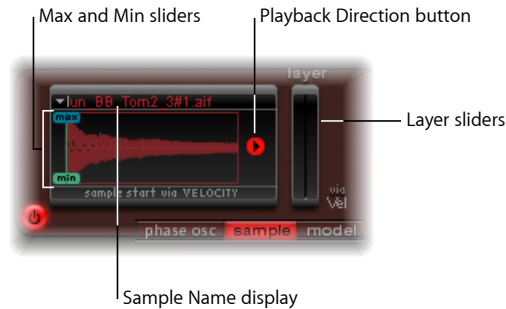 Max and Min sliders
Playback Direction button
layer
un_BB_Tom2_3#1.aif
max
Layer sliders
min
sample start via VELOCITY
via
Vel
phase osc
sample
model
Sample Name display